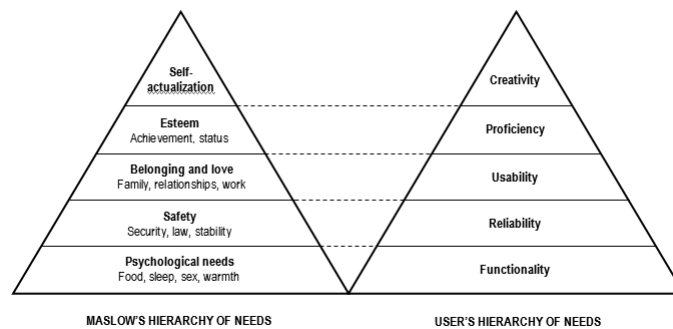 Self-
actualization
Esteem
Achievement, status
Belonging and love
Family, relationships, work
Safety
Security, law, stability
Psychological needs
Food, sleep, sex, warmth
MASLOW'S HIERARCHY OF NEEDS
Creativity
Proficiency
Usability
Reliability
Functionality
USER'S HIERARCHY OF NEEDS